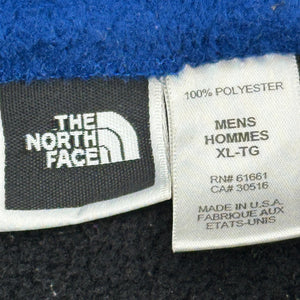 THE
NORTH
FACE
100% POLYESTER
MENS
HOMMES
XL-TG
RN# 61661
CA# 30516
MADE IN U.S.A.
FABRIQUE AUX
ETATS-UNIS